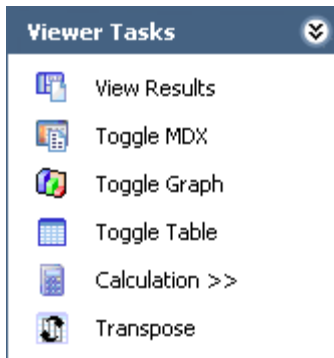 Viewer Tasks
View Results
Toggle MDX
Toggle Graph
Toggle Table
Calculation >>
Transpose